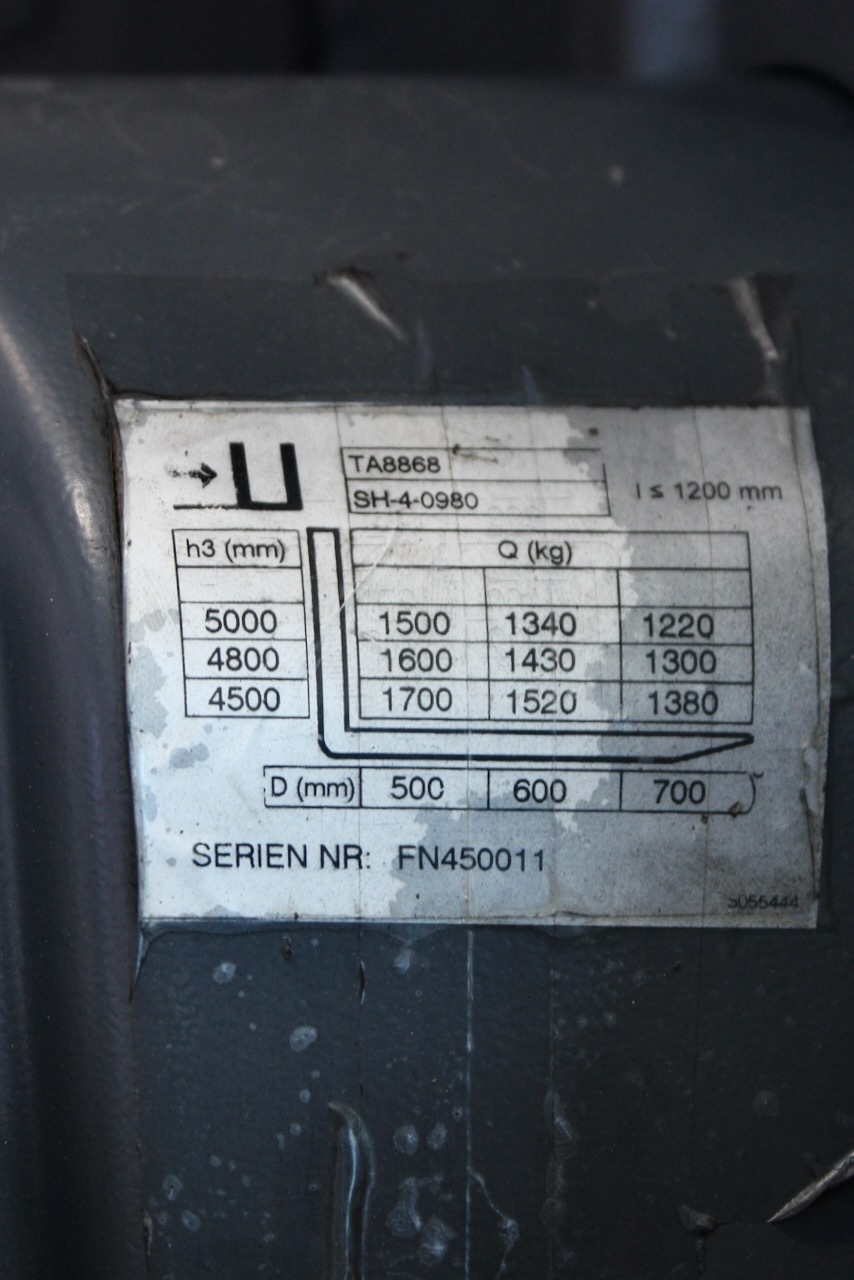 TA8868
SH-4-0980
l ≤ 1200 mm
h3 (mm) Q (kg)
5000 1500 1340 1220
4800 1600 1430 1300
4500 1700 1520 1380
D (mm) 500 600 700
SERIEN NR: FN450011
5055444